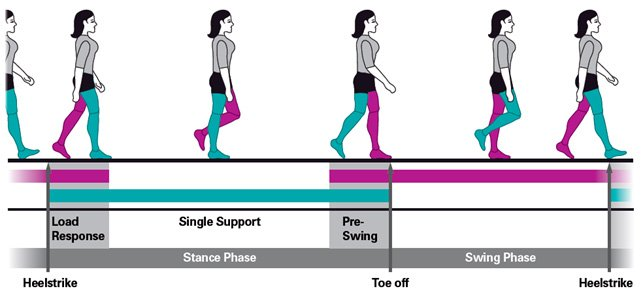 Load
Response
Single Support
Pre-
Swing
Stance Phase
Swing Phase
Heelstrike
Toe off
Heelstrike